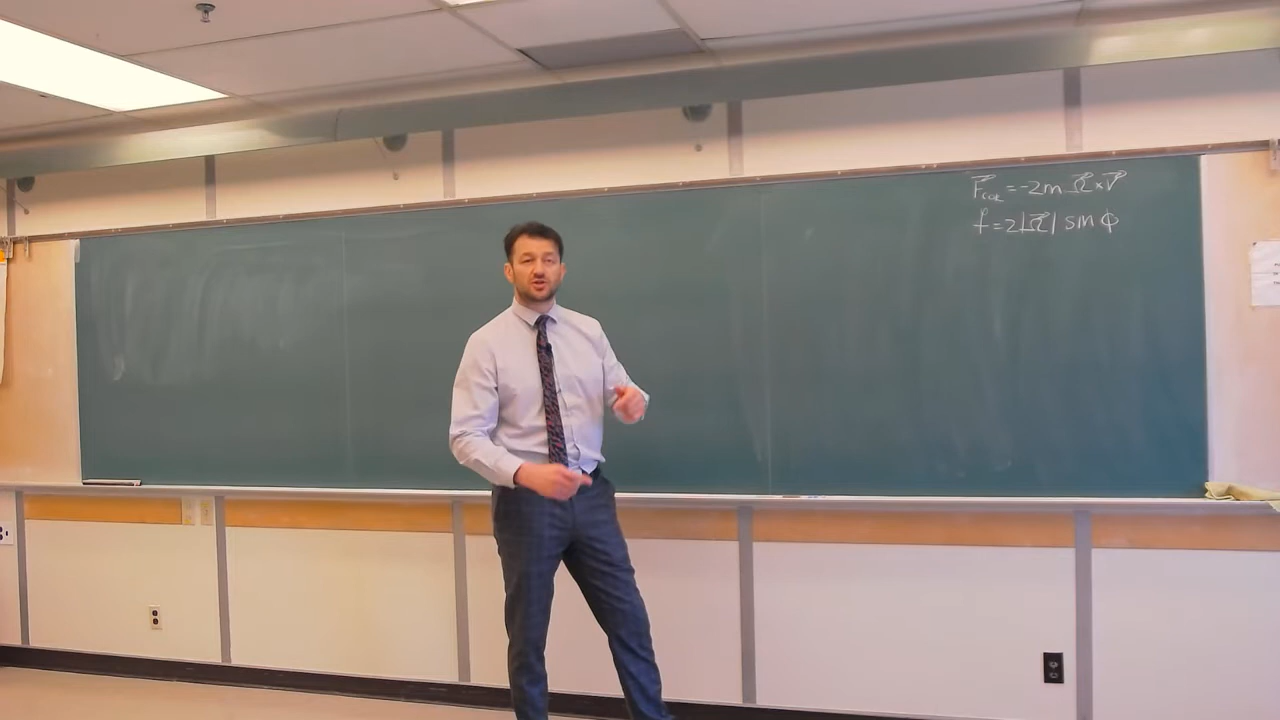 F⃗cor = -2m Ω⃗×V⃗
f = 2|Ω⃗| sin ϕ